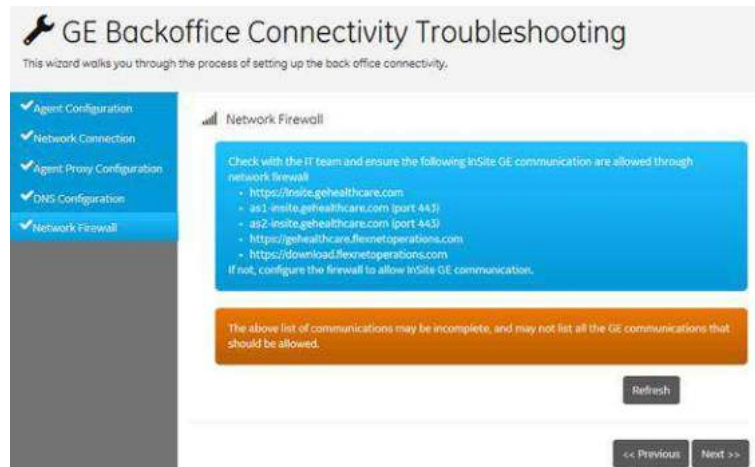 GE Backoffice Connectivity Troubleshooting
This wizard walks you through the process of setting up the back office connectivity.
Agent Configuration
Network Connection
Agent Proxy Configuration
DNS Configuration
Network Firewall
Network Firewall
Check with the IT team and ensure the following InSite GE communication are allowed through
network firewall
https://insite.gehealthcare.com
as1-insite.gehealthcare.com (port 443)
as2-insite.gehealthcare.com (port 443)
https://gehealthcare.flexnetoperations.com
https://download.flexnetoperations.com
If not, configure the firewall to allow InSite GE communication.
The above list of communications may be incomplete, and may not list all the GE communications that
should be allowed.
Refresh
<< Previous
Next >>